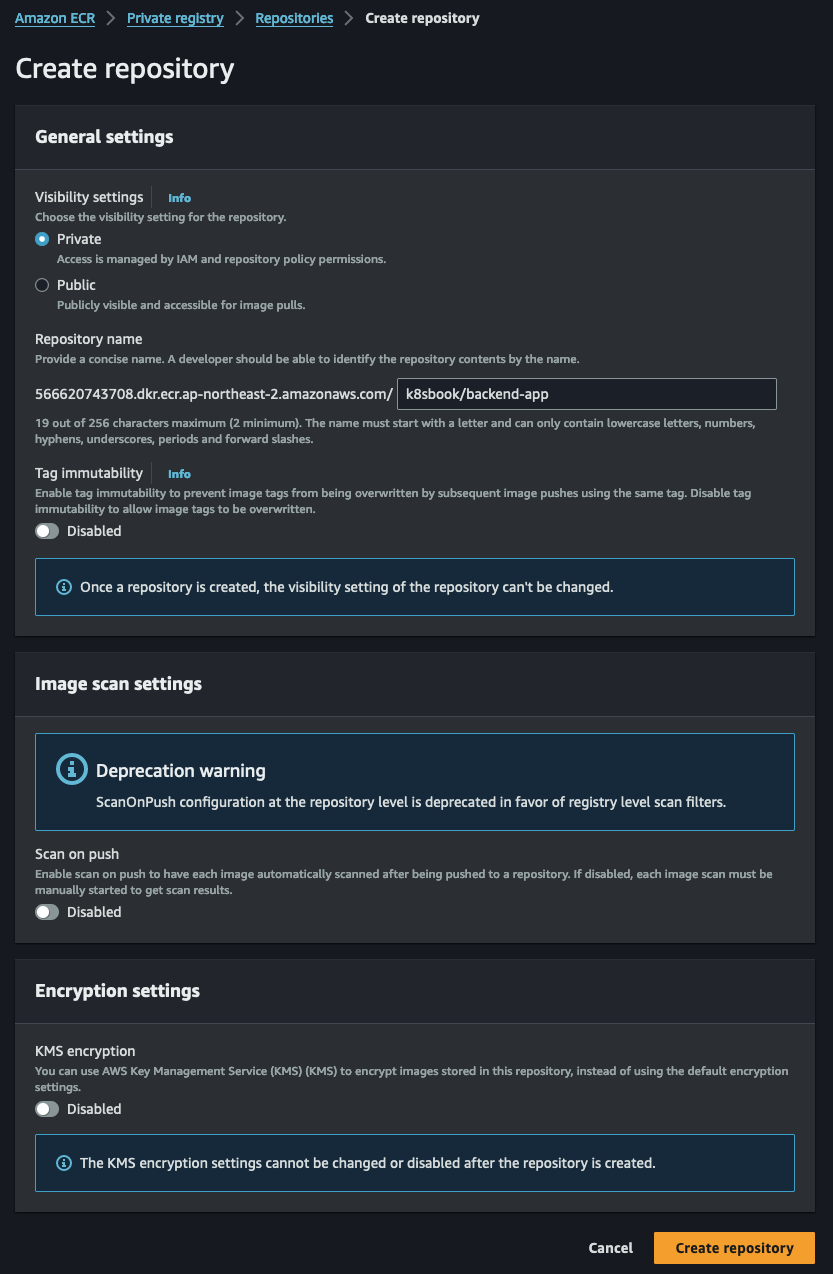 Amazon ECR > Private registry > Repositories > Create repository
Create repository
General settings
Visibility settings Info
Choose the visibility setting for the repository.
Private
Access is managed by IAM and repository policy permissions.
Public
Publicly visible and accessible for image pulls.
Repository name
Provide a concise name. A developer should be able to identify the repository contents by the name.
566620743708.dkr.ecr.ap-northeast-2.amazonaws.com/ k8sbook/backend-app
19 out of 256 characters maximum (2 minimum). The name must start with a letter and can only contain lowercase letters, numbers,
hyphens, underscores, periods and forward slashes.
Tag immutability Info
Enable tag immutability to prevent image tags from being overwritten by subsequent image pushes using the same tag. Disable tag
immutability to allow image tags to be overwritten.
Disabled
Once a repository is created, the visibility setting of the repository can't be changed.
Image scan settings
Deprecation warning
ScanOnPush configuration at the repository level is deprecated in favor of registry level scan filters.
Scan on push
Enable scan on push to have each image automatically scanned after being pushed to a repository. If disabled, each image scan must be
manually started to get scan results.
Disabled
Encryption settings
KMS encryption
You can use AWS Key Management Service (KMS) (KMS) to encrypt images stored in this repository, instead of using the default encryption
settings.
Disabled
The KMS encryption settings cannot be changed or disabled after the repository is created.
Cancel Create repository